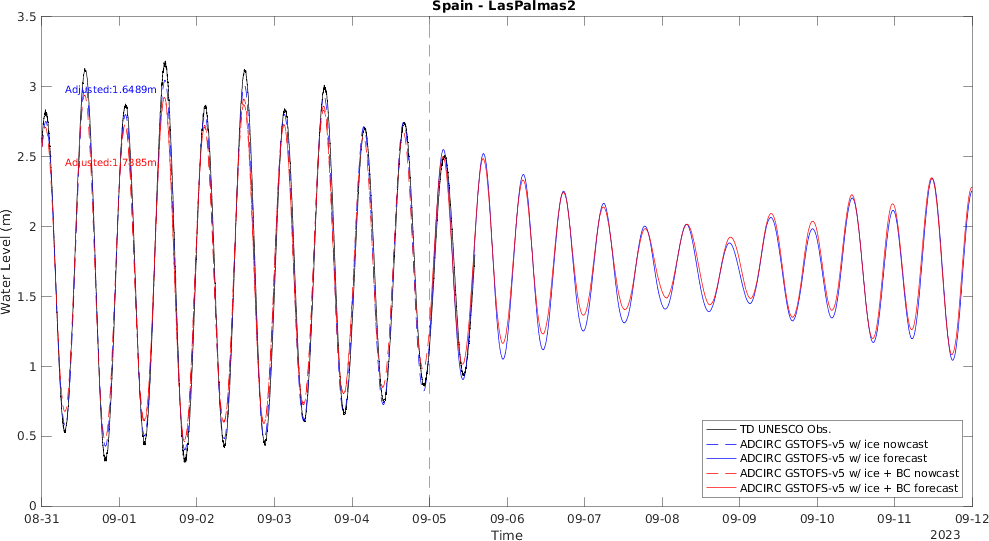 Spain - LasPalmas2
3.5
3
2.5
2
1.5
1
0.5
0
Water Level (m)
Adjusted:1.6489m
Adjusted:1.7385m
TD UNESCO Obs.
ADCIRC GSTOFS-v5 w/ ice nowcast
ADCIRC GSTOFS-v5 w/ ice forecast
ADCIRC GSTOFS-v5 w/ ice + BC nowcast
ADCIRC GSTOFS-v5 w/ ice + BC forecast
08-31 09-01 09-02 09-03 09-04 09-05 09-06 09-07 09-08 09-09 09-10 09-11 09-12
Time
2023